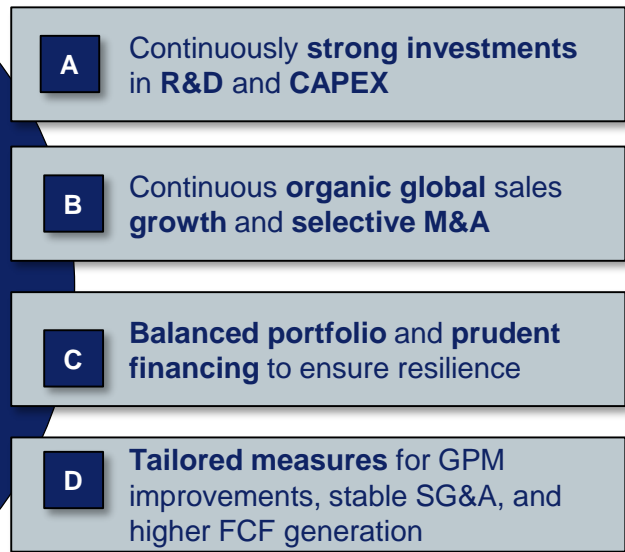 A
Continuously strong investments
in R&D and CAPEX
B
Continuous organic global sales
growth and selective M&A
C
Balanced portfolio and prudent
financing to ensure resilience
D
Tailored measures for GPM
improvements, stable SG&A, and
higher FCF generation